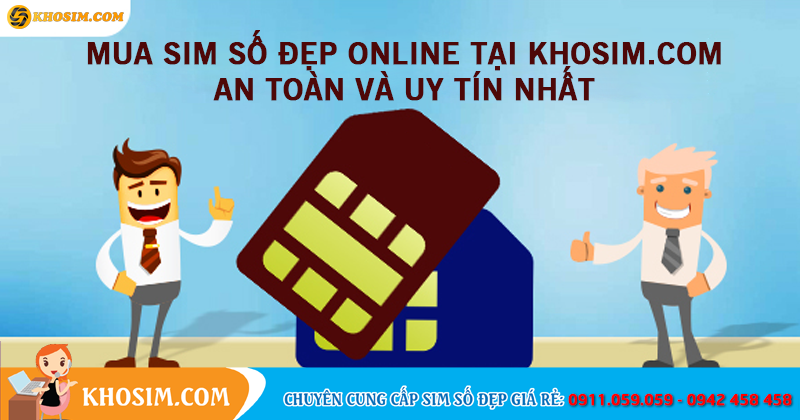 KHOSIM.COM
MUA SIM SỐ ĐẸP ONLINE TẠI KHOSIM.COM
AN TOÀN VÀ UY TÍN NHẤT
KHOSIM.COM
CHUYÊN CUNG CẤP SIM SỐ ĐẸP GIÁ RẺ: 0911.059.059 - 0942 458 458